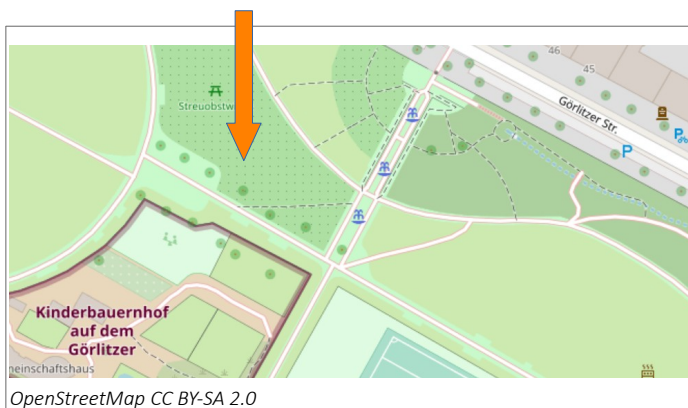 46
45
Görlitzer Str.
P
P
Streuobstw
Kinderbauernhof
auf dem
Görlitzer
neinschaftshaus
OpenStreetMap CC BY-SA 2.0